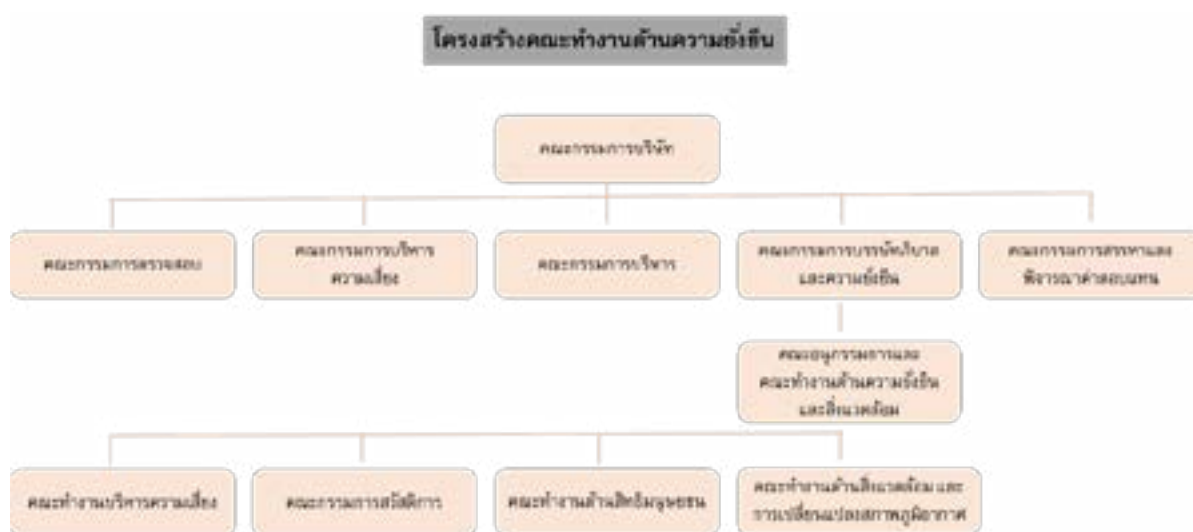 โครงสร้างคณะทำงานด้านความยั่งยืน
คณะกรรมการบริษัท
คณะกรรมการตรวจสอบ
คณะกรรมการบริหาร
ความเสี่ยง
คณะกรรมการบริหาร
คณะกรรมการบรรษัทภิบาล
และความยั่งยืน
คณะกรรมการสรรหาและ
พิจารณาค่าตอบแทน
คณะอนุกรรมการและ
คณะทำงานด้านความยั่งยืน
และสิ่งแวดล้อม
คณะทำงานบริหารความเสี่ยง
คณะกรรมการสวัสดิการ
คณะทำงานด้านสิทธิมนุษยชน
คณะทำงานด้านสิ่งแวดล้อม และ
การเปลี่ยนแปลงสภาพภูมิอากาศ